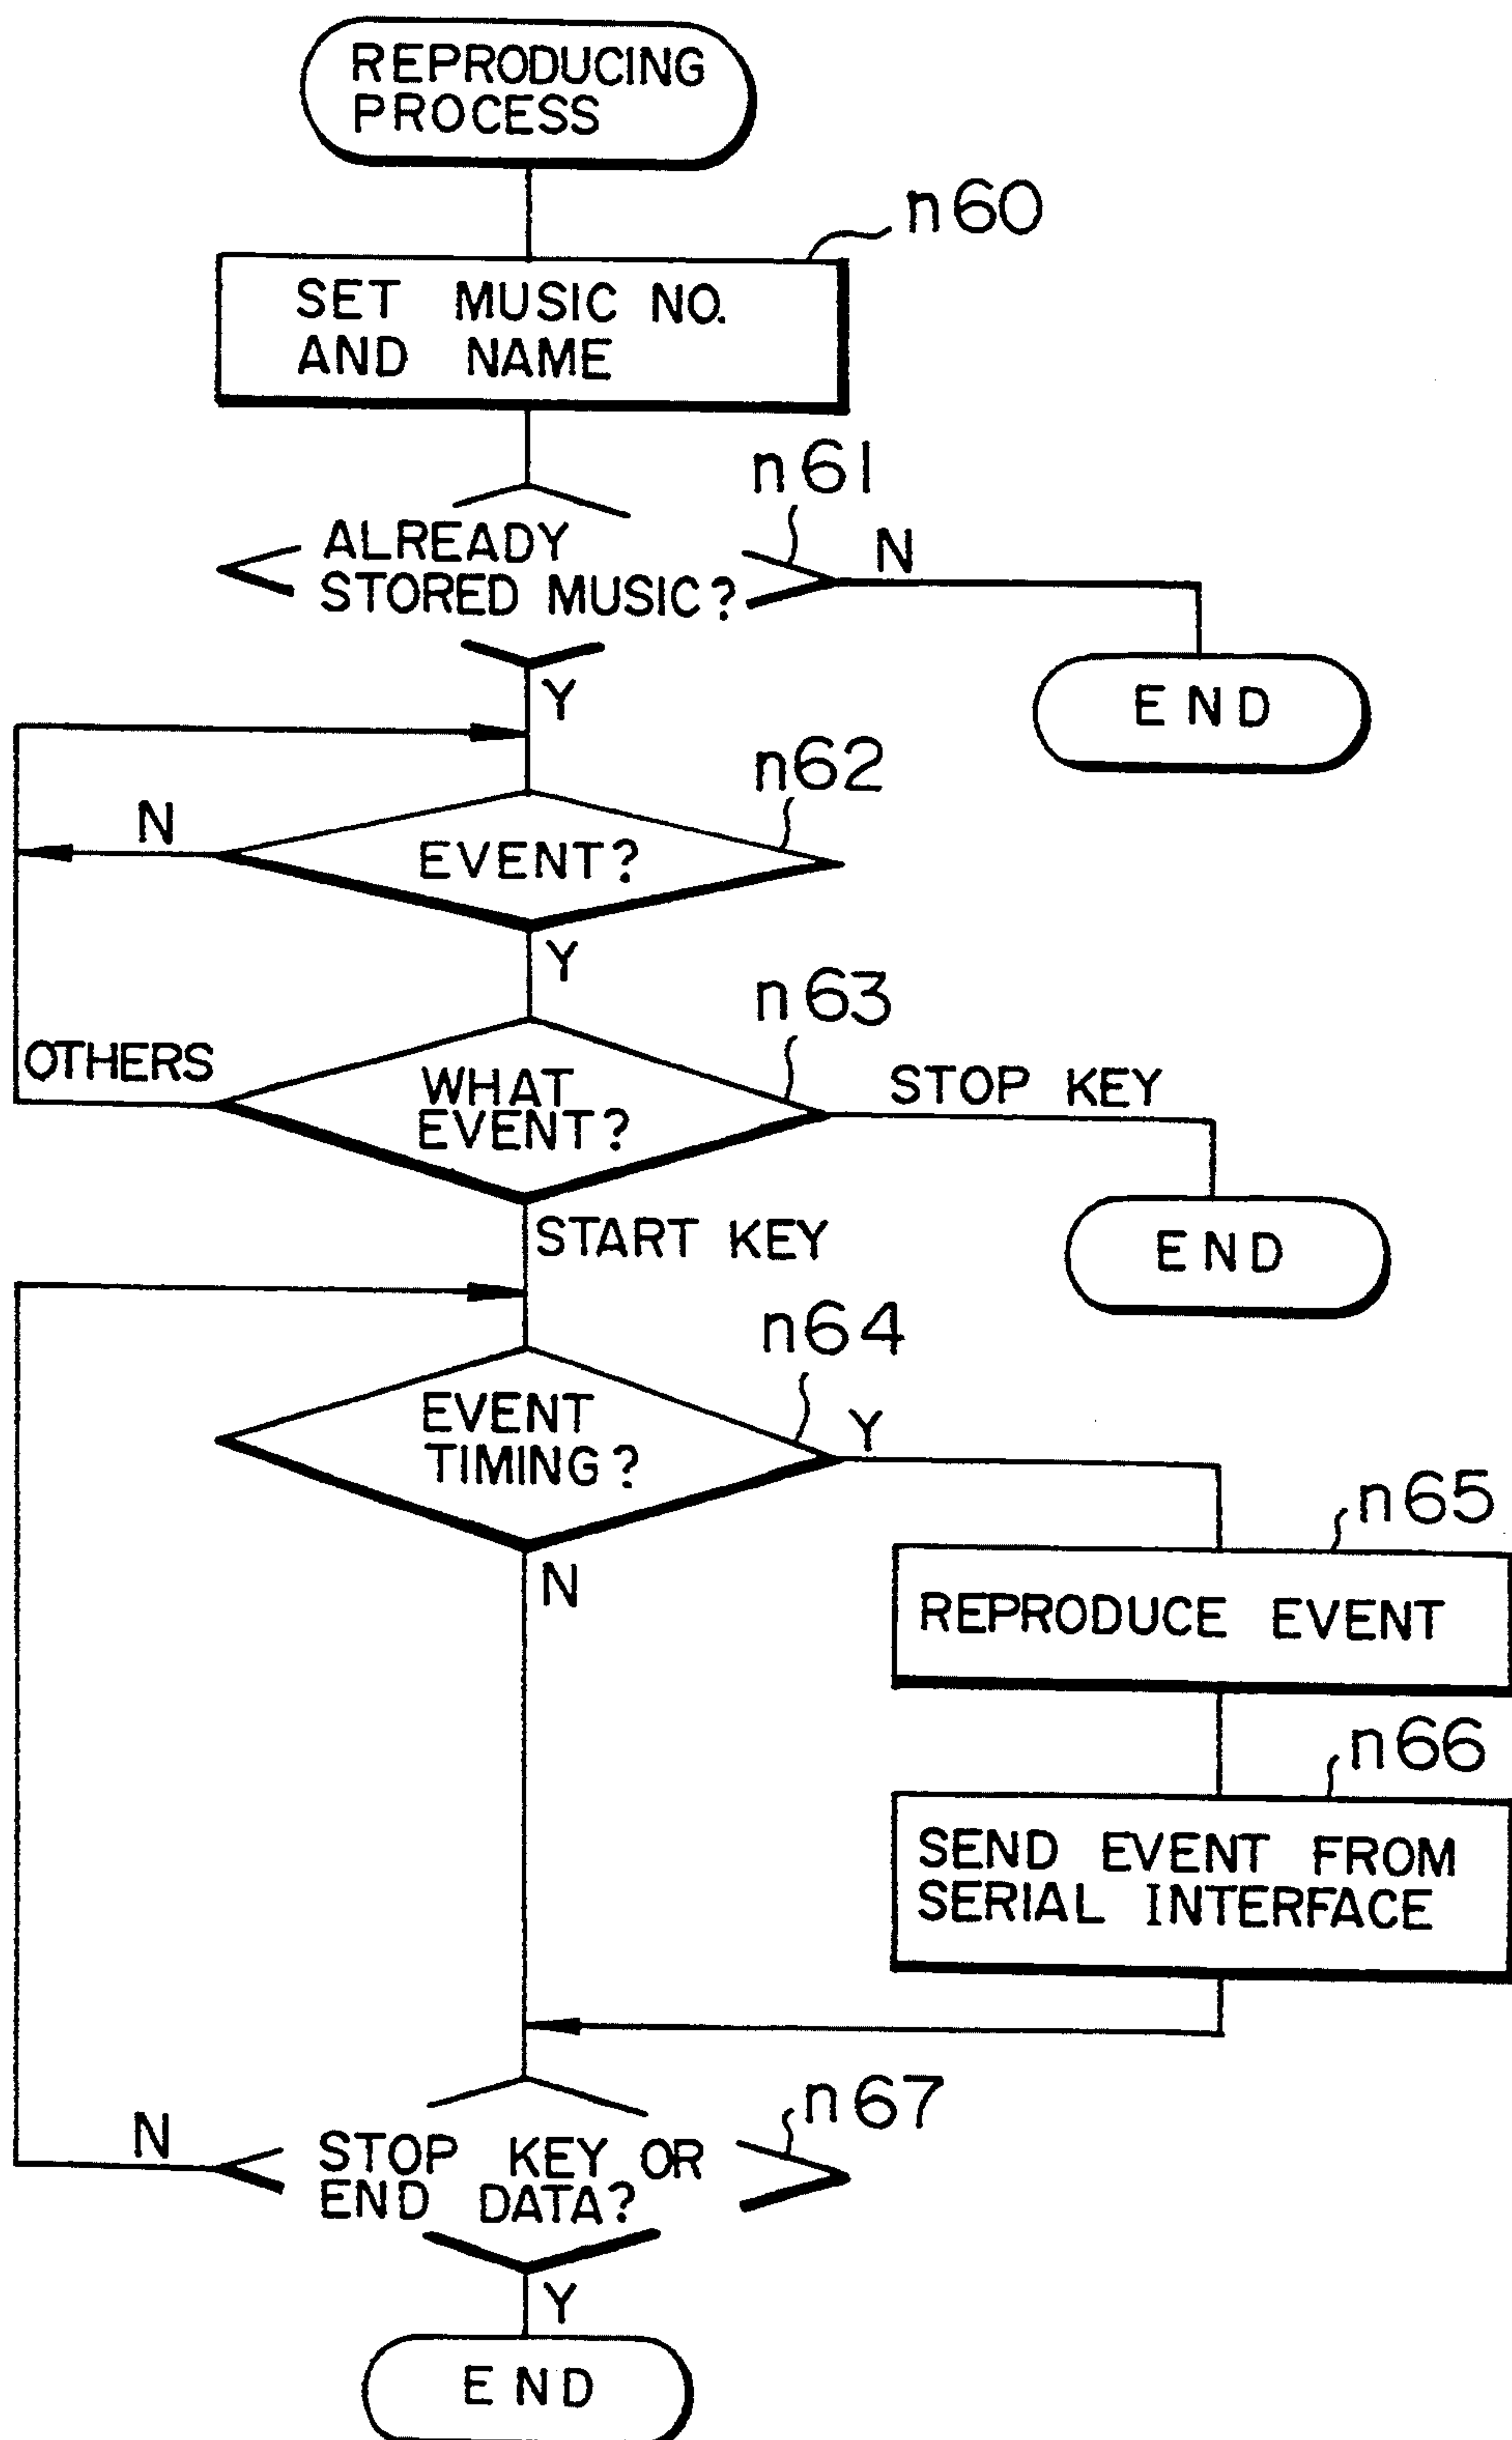 REPRODUCING
PROCESS
n60
SET MUSIC NO.
AND NAME
n61
ALREADY
STORED MUSIC?
N
END
Y
n62
N
EVENT?
Y
n63
OTHERS
WHAT
EVENT?
STOP KEY
END
START KEY
n64
EVENT
TIMING?
Y
n65
N
REPRODUCE EVENT
n66
SEND EVENT FROM
SERIAL INTERFACE
n67
N
STOP KEY OR
END DATA?
Y
END